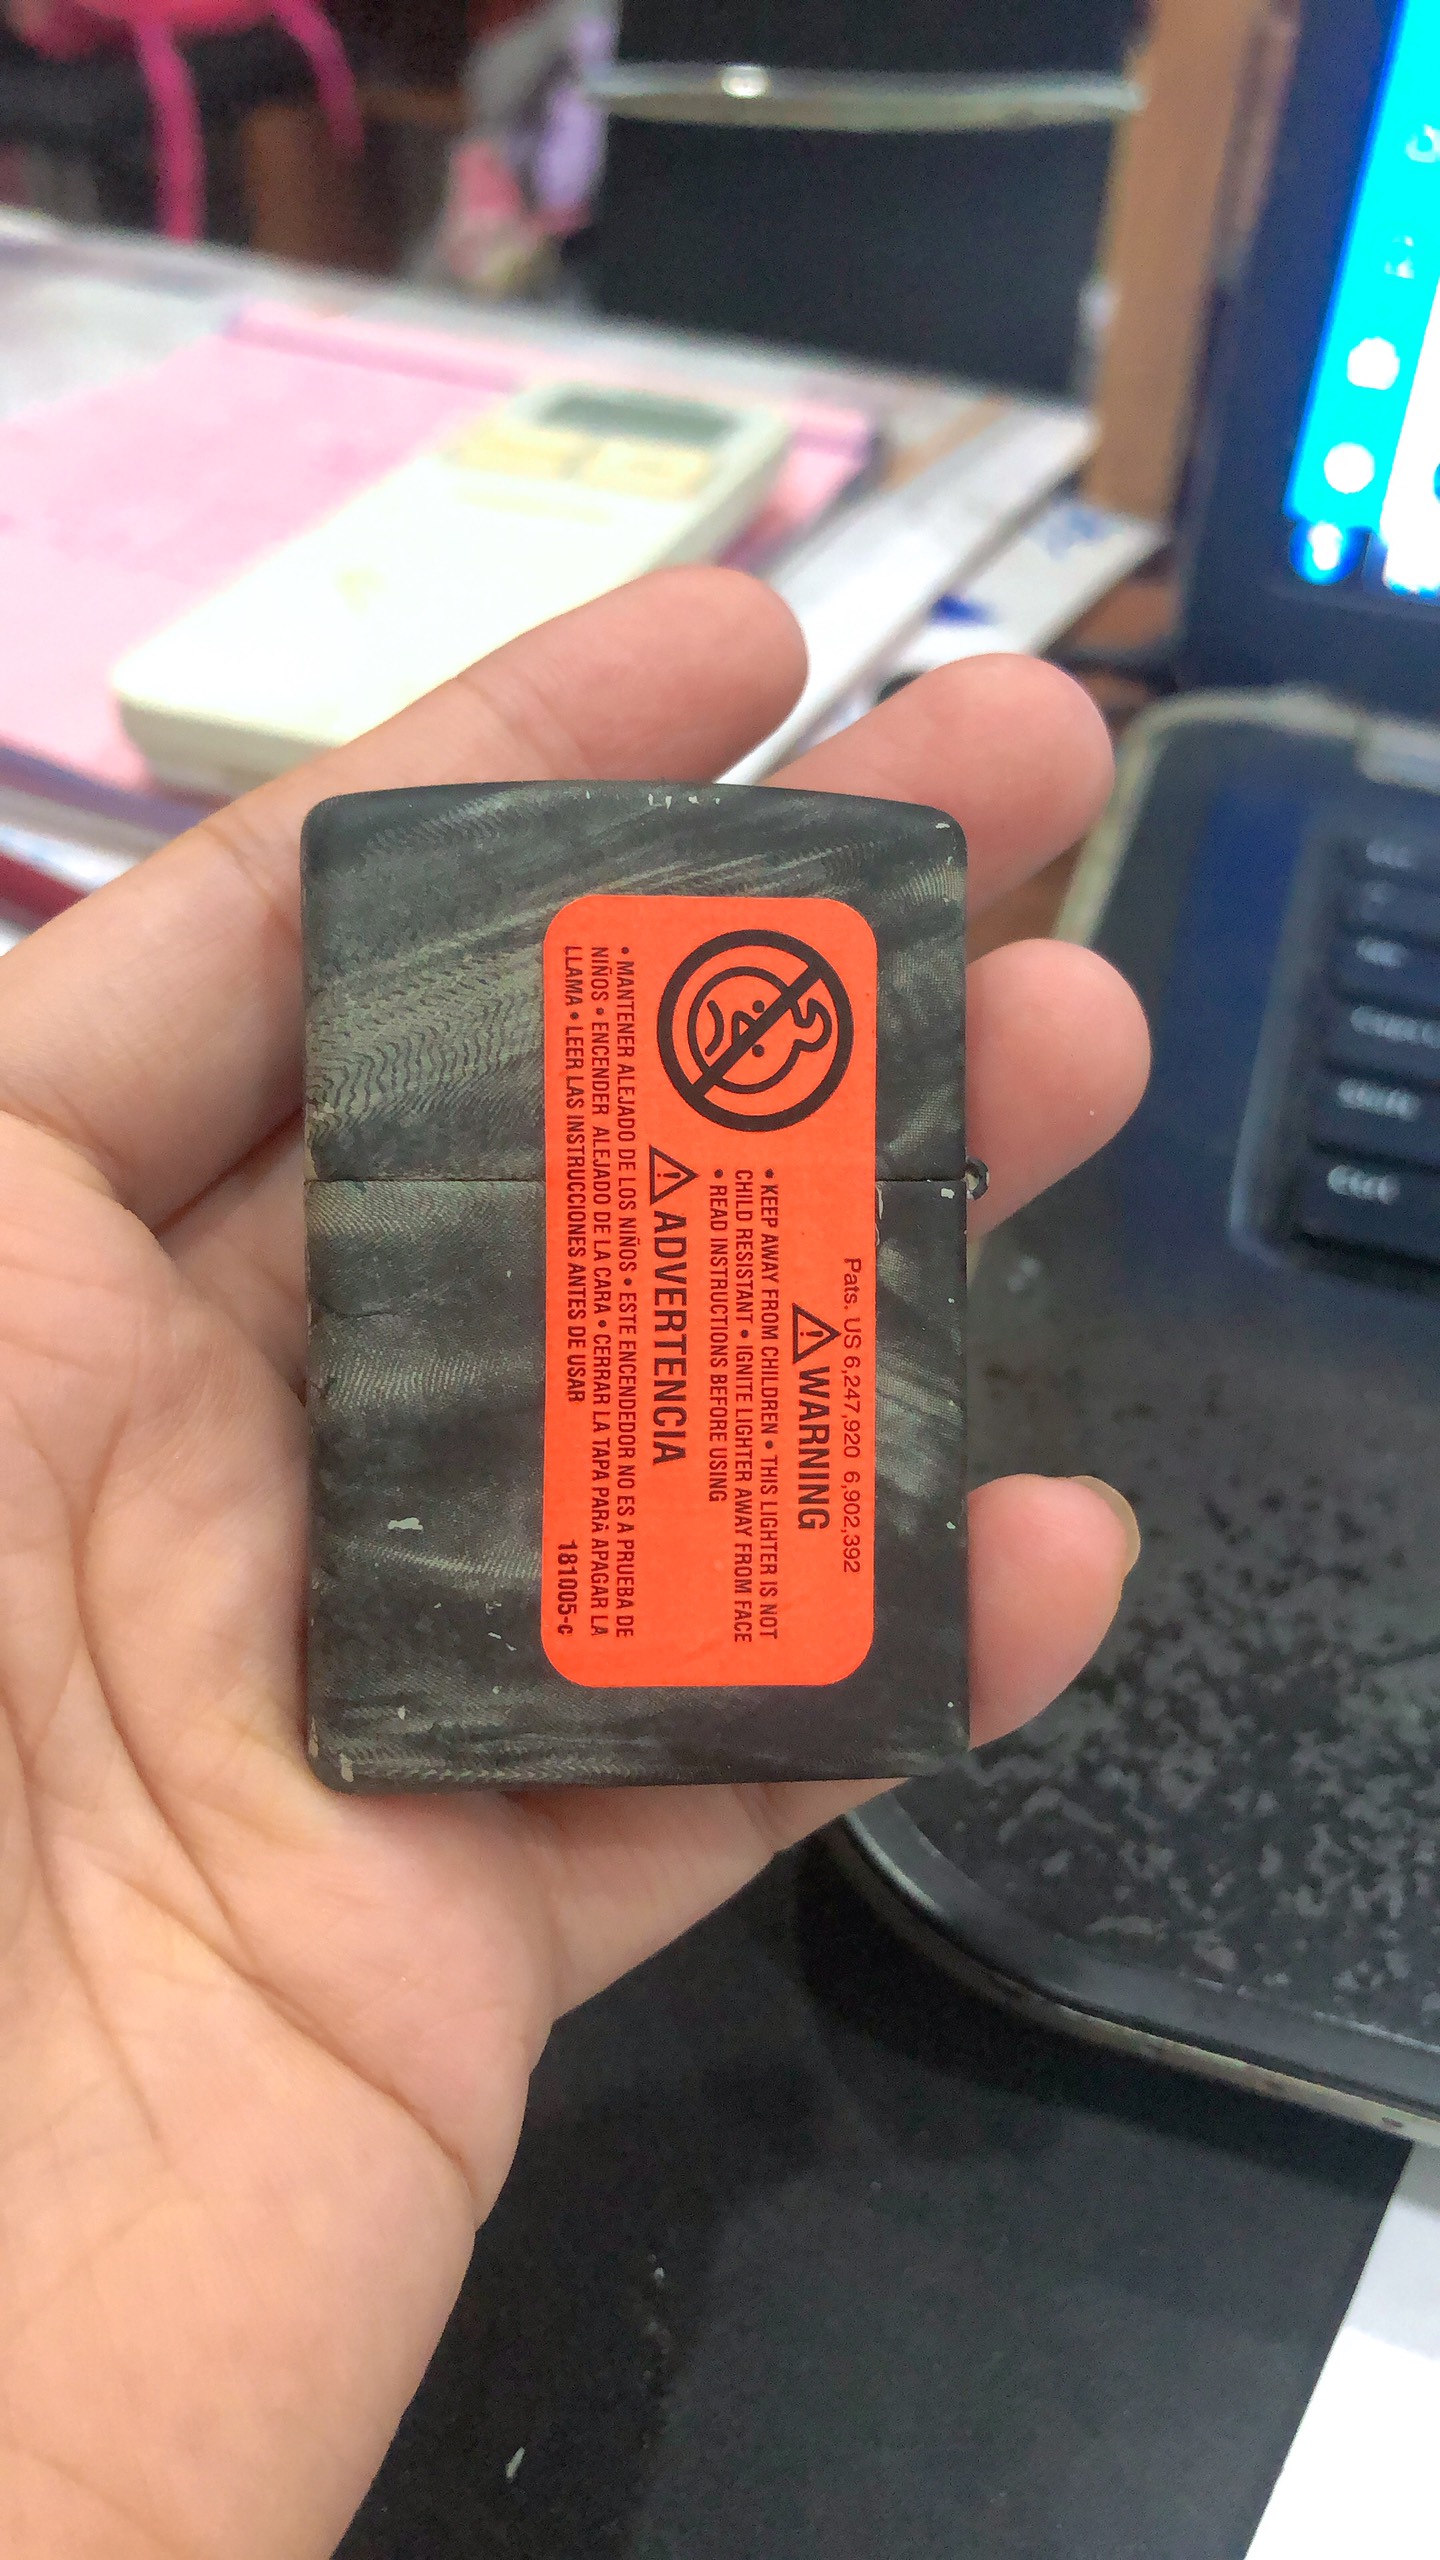 Pats. US 6,247,920 6,902,392
⚠WARNING
• KEEP AWAY FROM CHILDREN • THIS LIGHTER IS NOT
CHILD RESISTANT • IGNITE LIGHTER AWAY FROM FACE
• READ INSTRUCTIONS BEFORE USING
⚠ADVERTENCIA
• MANTENER ALEJADO DE LOS NIÑOS • ESTE ENCENDEDOR NO ES A PRUEBA DE
NIÑOS • ENCENDER ALEJADO DE LA CARA • CERRAR LA TAPA PARA APAGAR LA
LLAMA • LEER LAS INSTRUCCIONES ANTES DE USAR
181005-c